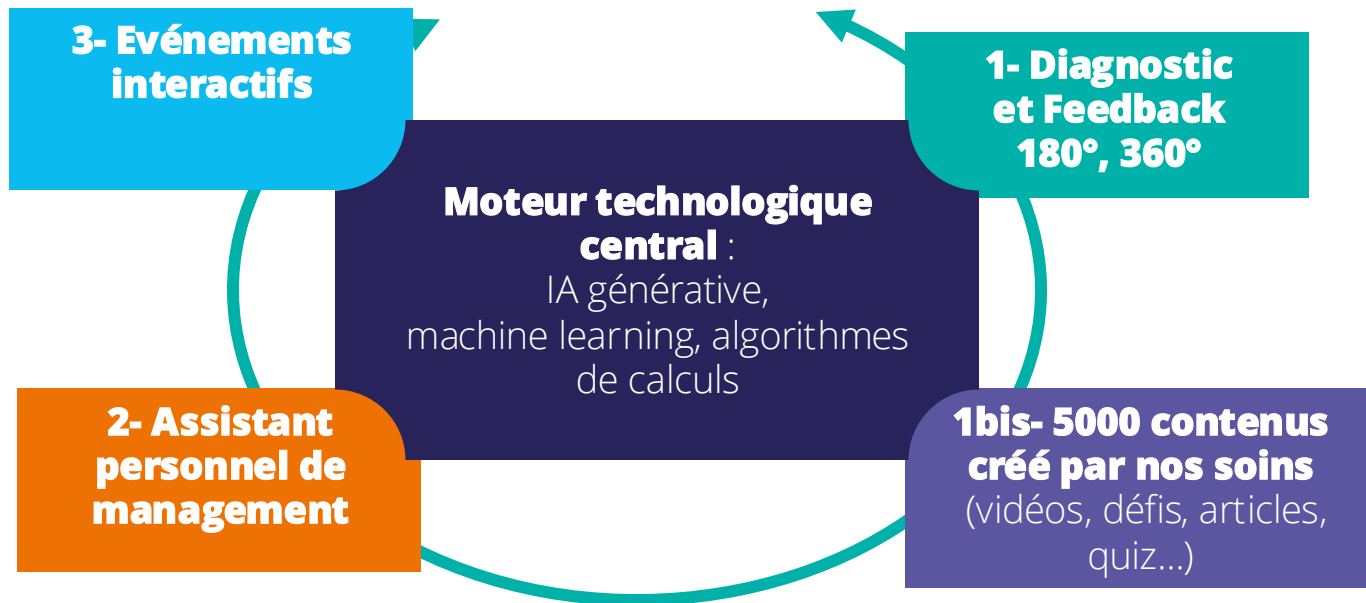 3- Evénements
interactifs
1- Diagnostic
et Feedback
180°, 360°
Moteur technologique
central :
IA générative,
machine learning, algorithmes
de calculs
2- Assistant
personnel de
management
1bis- 5000 contenus
créé par nos soins
(vidéos, défis, articles,
quiz...)